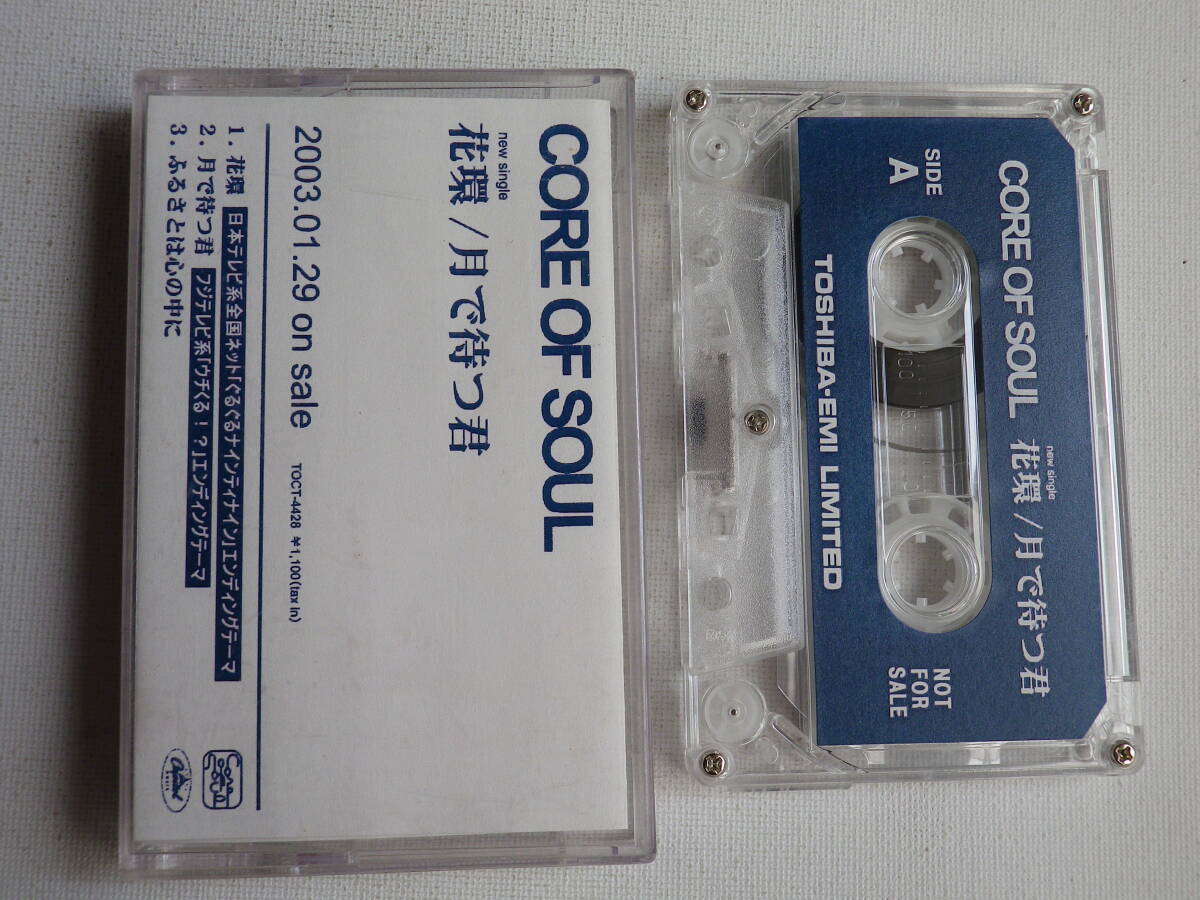 CORE OF SOUL
new single
花環/月で待つ君
2003.01.29 on sale
TOCT-4428 ¥1,100(tax in)
1. 花環 日本テレビ系全国ネット「ぐるぐるナインティナイン」エンディングテーマ
2. 月で待つ君 フジテレビ系「ウチくる!?」エンディングテーマ
3. ふるさとは心の中に
Core of Soul
Capitol
CORE OF SOUL new single 花環/月で待つ君
SIDE
A
NOT
FOR
SALE
TOSHIBA-EMI LIMITED